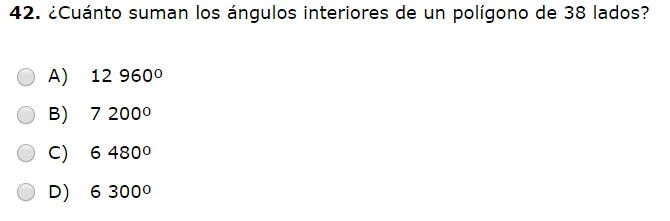 42. ¿Cuánto suman los ángulos interiores de un polígono de 38 lados?
A) 12 960º
B) 7 200º
C) 6 480º
D) 6 300º